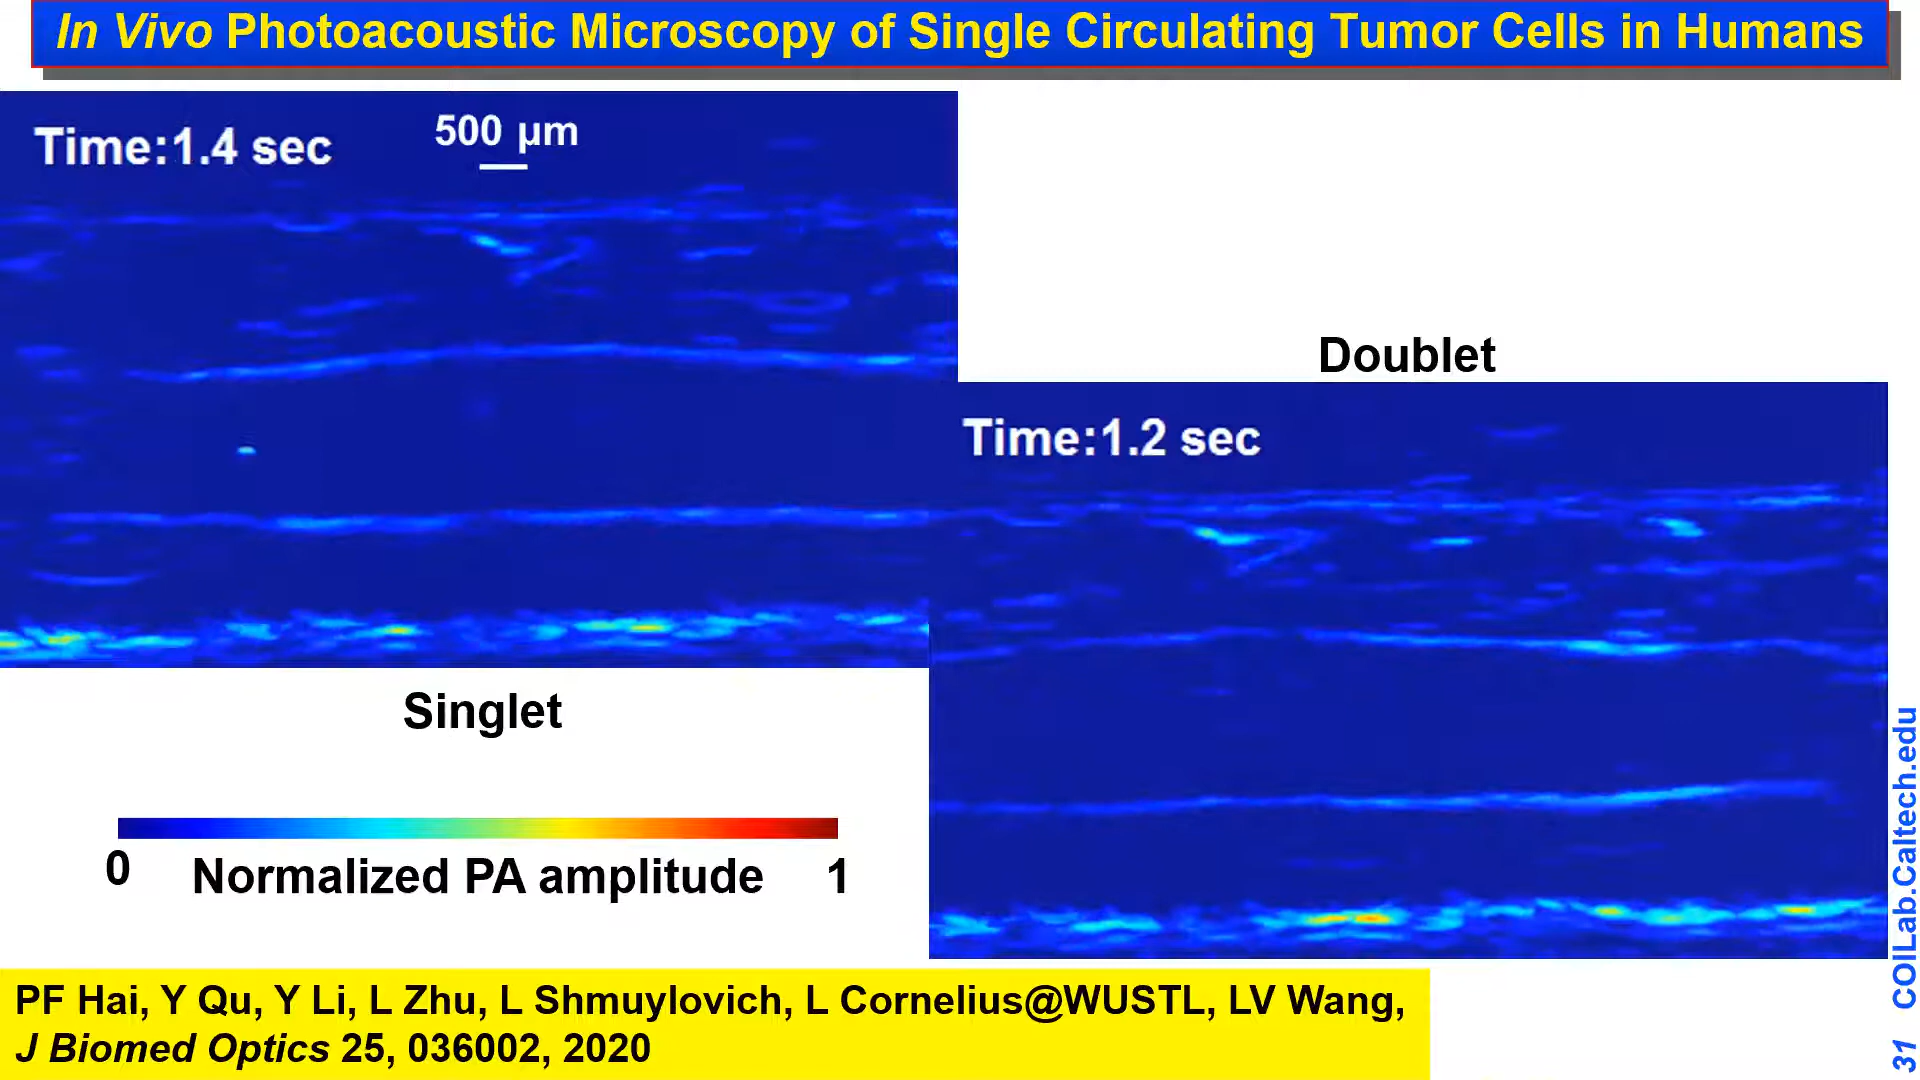 In Vivo Photoacoustic Microscopy of Single Circulating Tumor Cells in Humans
Time:1.4 sec
500 µm
Doublet
Time:1.2 sec
Singlet
0 Normalized PA amplitude 1
PF Hai, Y Qu, Y Li, L Zhu, L Shmuylovich, L Cornelius@WUSTL, LV Wang,
J Biomed Optics 25, 036002, 2020
31 COILab.Caltech.edu